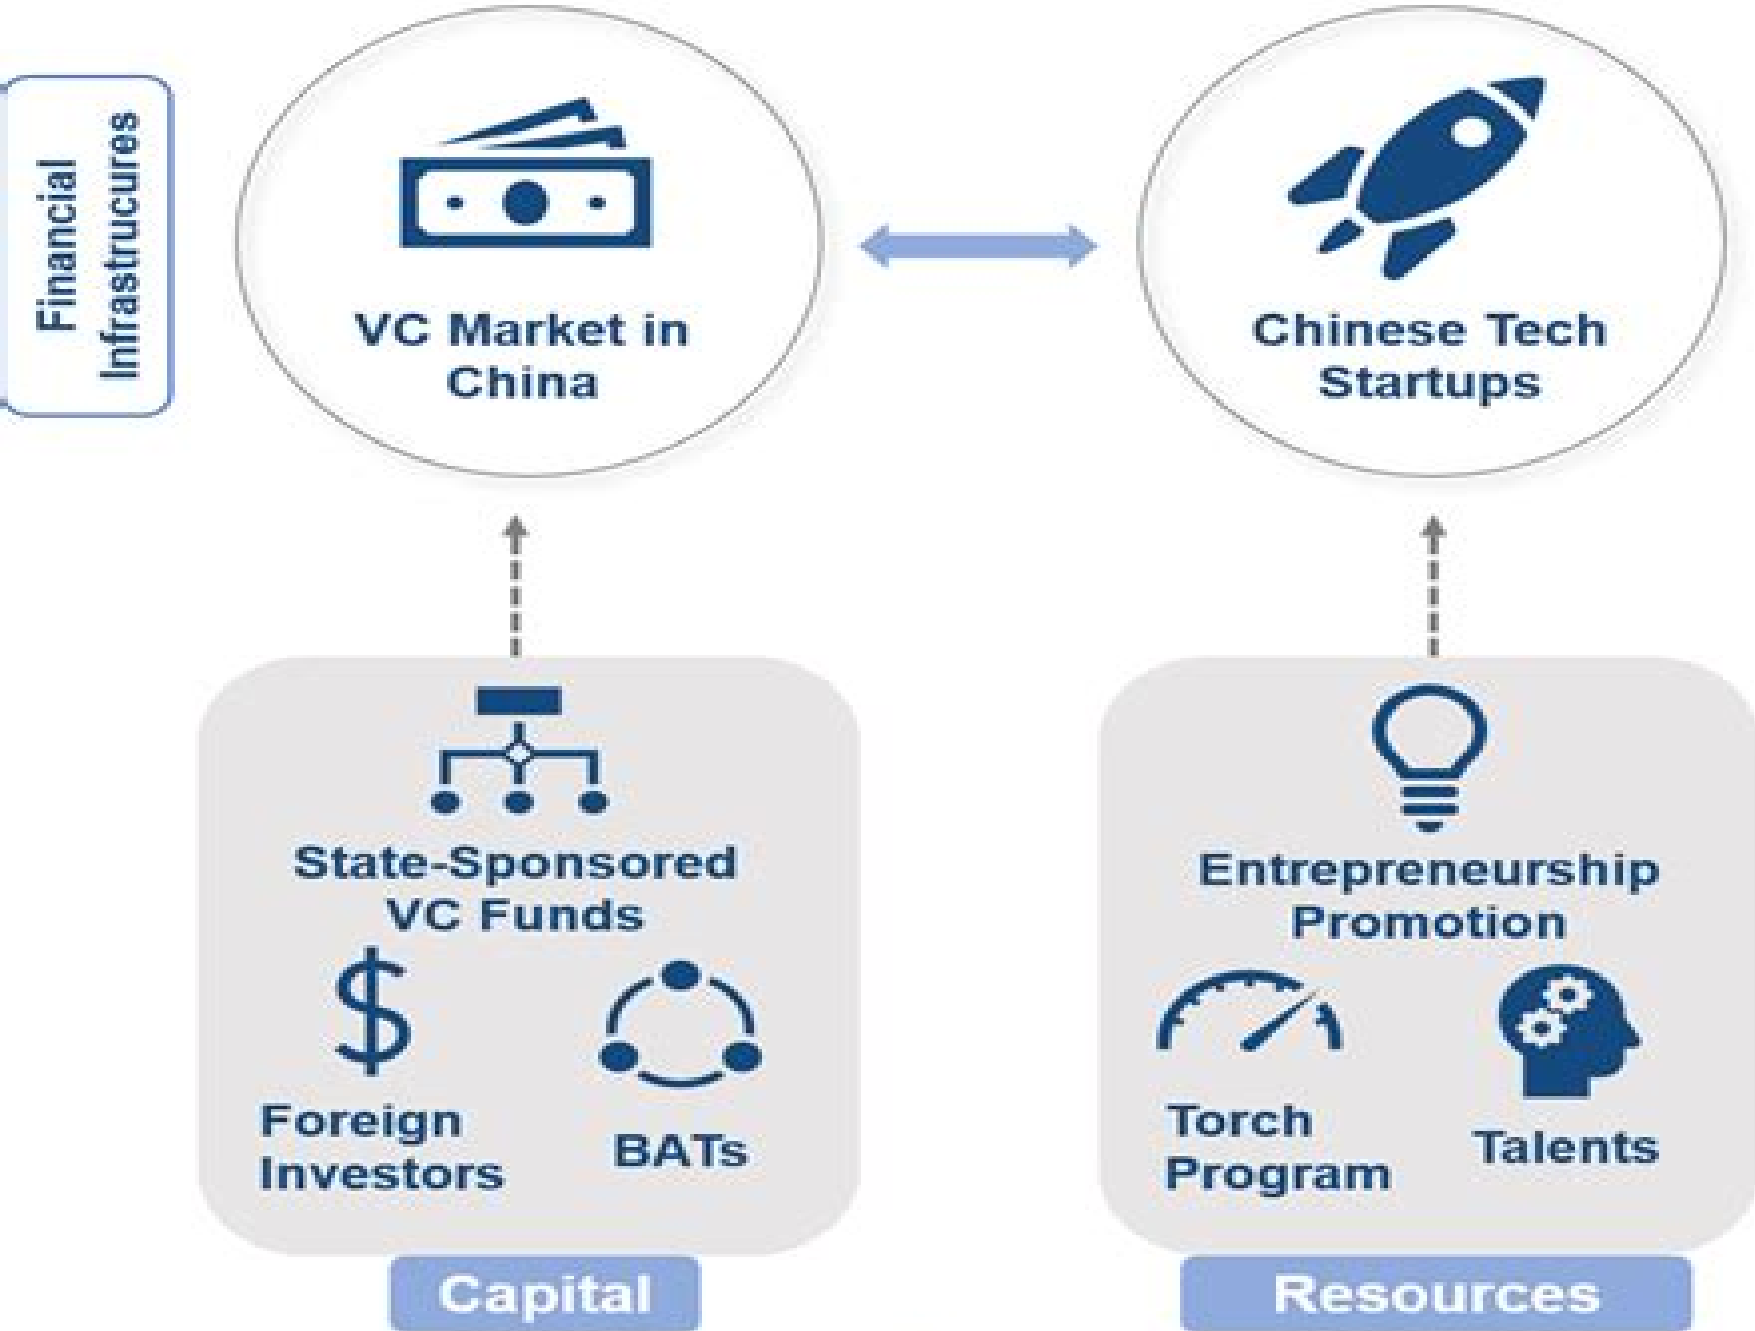 Financial
Infrastrucures
VC Market in
China
Chinese Tech
Startups
State-Sponsored
VC Funds
Foreign
Investors
BATs
Entrepreneurship
Promotion
Torch
Program
Talents
Capital
Resources